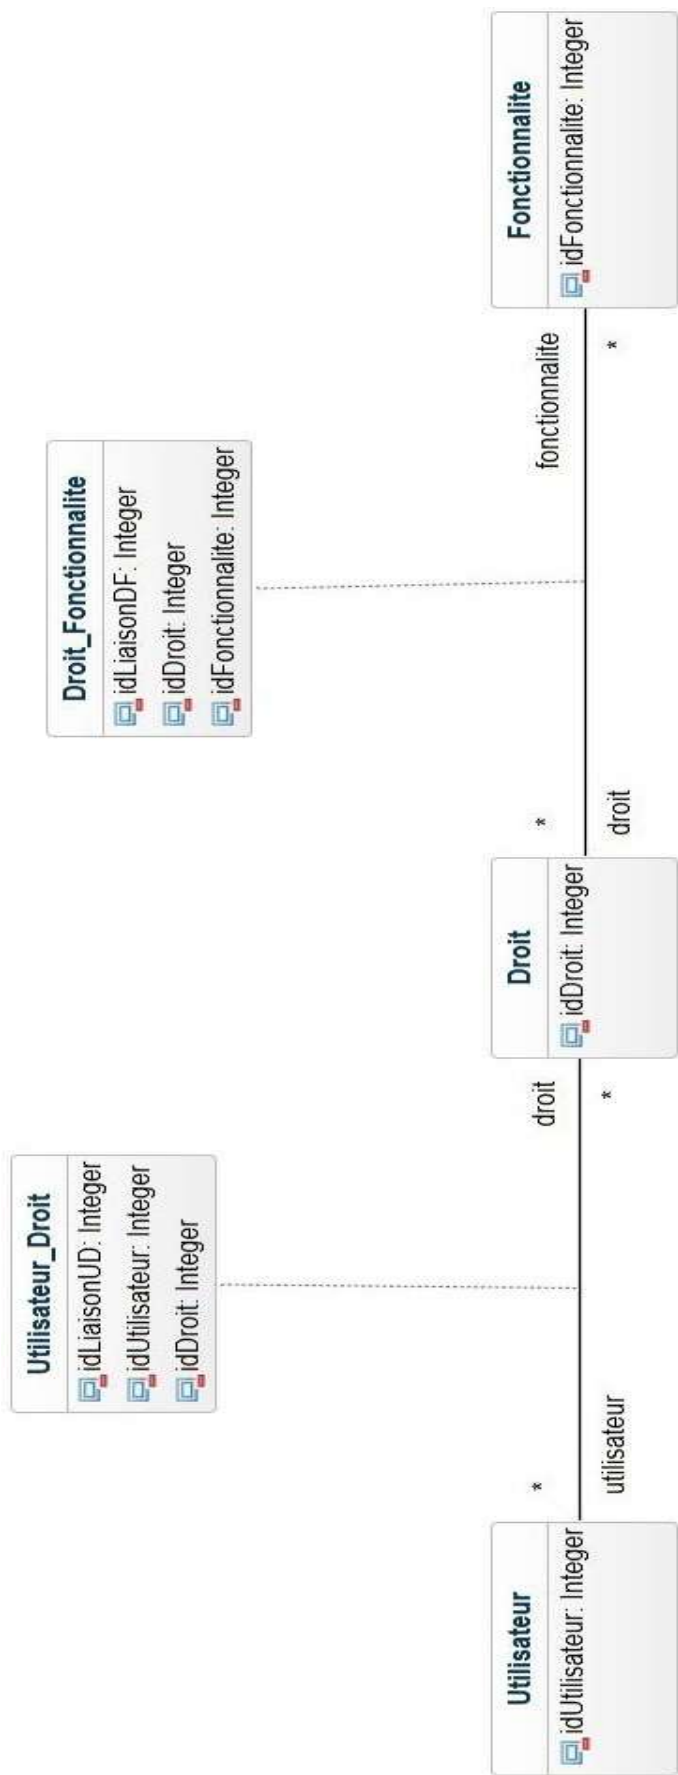 Utilisateur_Droit
idLiaisonUD: Integer
idUtilisateur: Integer
idDroit: Integer
Droit_Fonctionnalite
idLiaisonDF: Integer
idDroit: Integer
idFonctionnalite: Integer
Utilisateur
idUtilisateur: Integer
*
utilisateur
droit
*
Droit
idDroit: Integer
*
droit
fonctionnalite
*
Fonctionnalite
idFonctionnalite: Integer